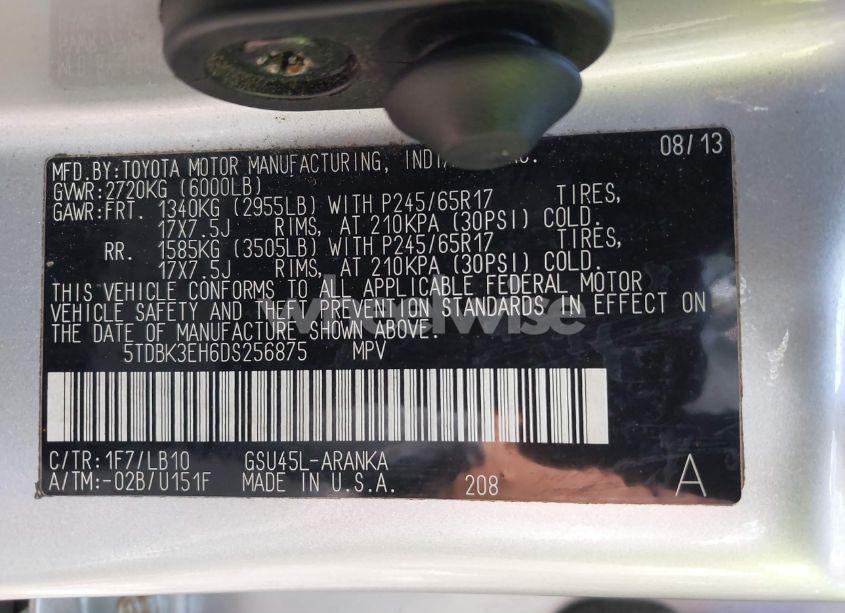 MFD.BY:TOYOTA MOTOR MANUFACTURING, 08/13
GVWR:2720KG (6000LB)
GAWR:FRT. 1340KG (2955LB) WITH P245/65R17 TIRES,
17X7.5J RIMS, AT 210KPA (30PSI) COLD.
RR. 1585KG (3505LB) WITH P245/65R17 TIRES,
17X7.5J RIMS, AT 210KPA (30PSI) COLD.
THIS VEHICLE CONFORMS TO ALL APPLICABLE FEDERAL MOTOR
VEHICLE SAFETY AND THEFT PREVENTION STANDARDS IN EFFECT ON
THE DATE OF MANUFACTURE SHOWN ABOVE.
wheelwise
5TDBK3EH6DS256875 MPV
C/TR:1F7/LB10 GSU45L-ARANKA
A/TM:-02B/U151F MADE IN U.S.A. 208 A